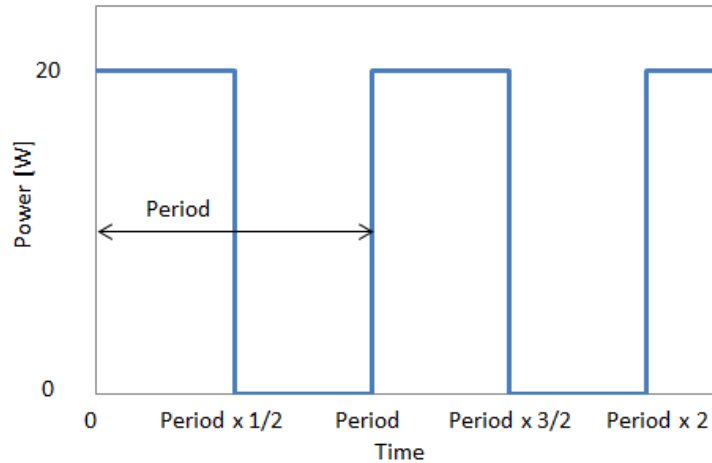 20
Power [W]
Period
0
0 Period x 1/2 Period Period x 3/2 Period x 2
Time